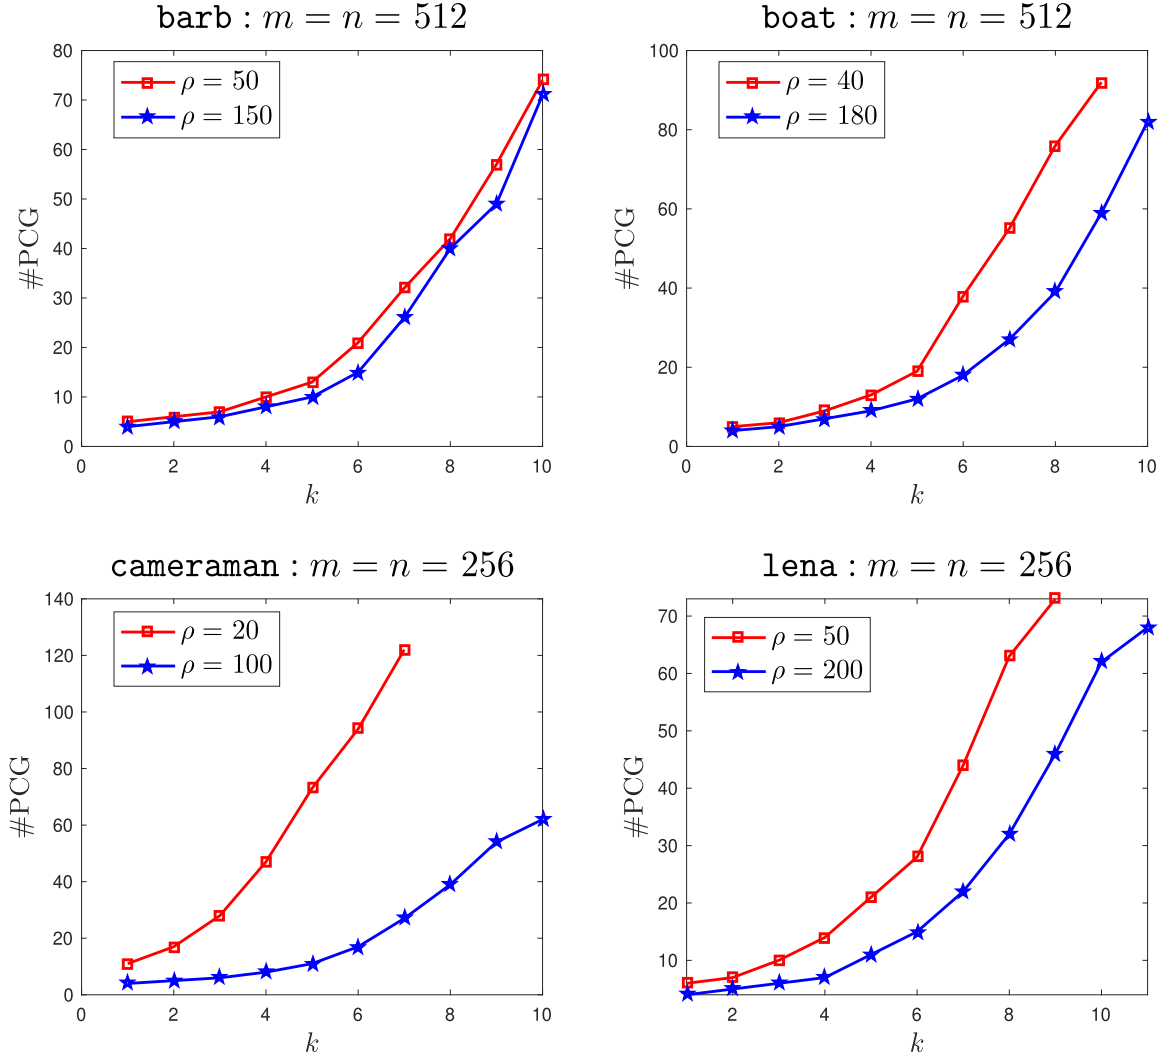 barb : m = n = 512
ρ = 50
ρ = 150
#PCG
80
70
60
50
40
30
20
10
0
0 2 4 6 8 10
k
boat : m = n = 512
ρ = 40
ρ = 180
#PCG
100
80
60
40
20
0
0 2 4 6 8 10
k
cameraman : m = n = 256
ρ = 20
ρ = 100
#PCG
140
120
100
80
60
40
20
0
0 2 4 6 8 10
k
lena : m = n = 256
ρ = 50
ρ = 200
#PCG
70
60
50
40
30
20
10
2 4 6 8 10
k